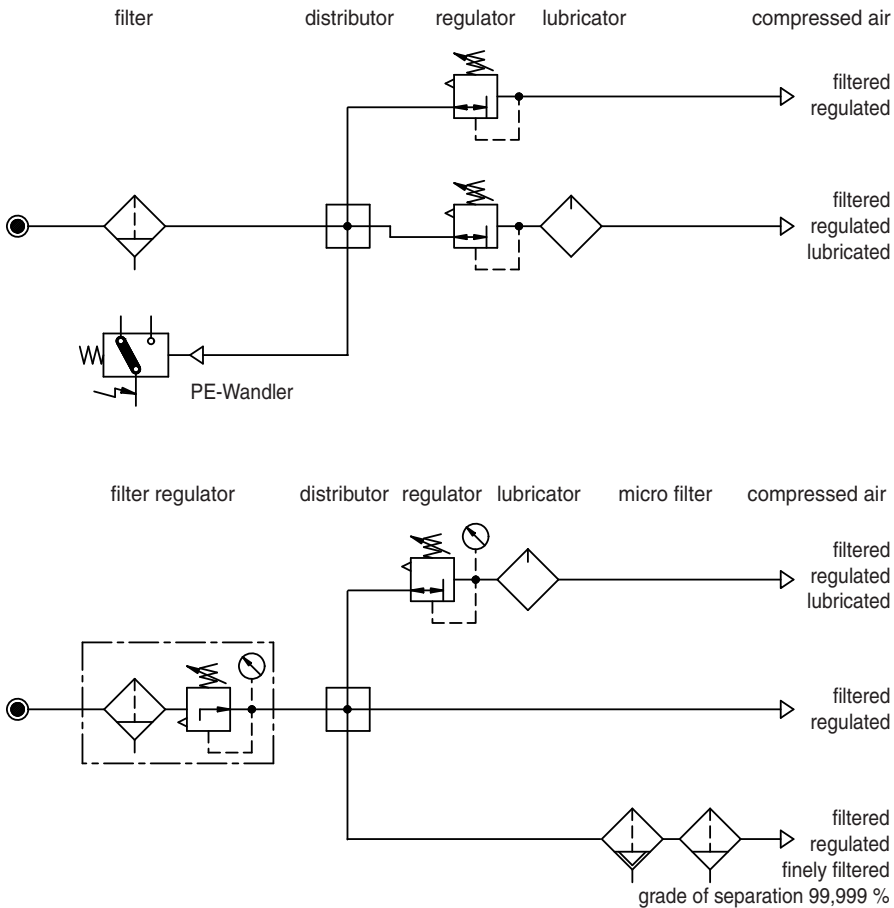 filter
distributor
regulator
lubricator
compressed air
filtered
regulated
filtered
regulated
lubricated
PE-Wandler
filter regulator
distributor
regulator
lubricator
micro filter
compressed air
filtered
regulated
lubricated
filtered
regulated
filtered
regulated
finely filtered
grade of separation 99,999 %